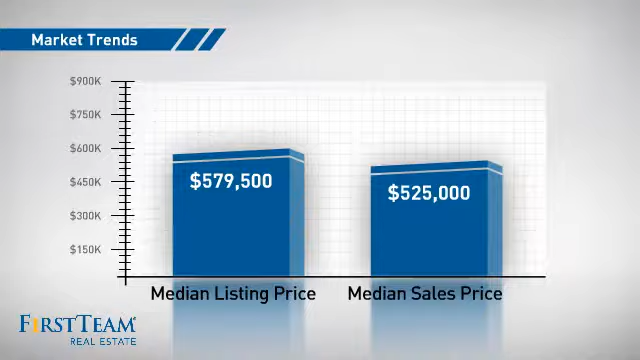 Market Trends
$900K
$750K
$600K
$450K
$300K
$150K
$579,500
$525,000
Median Listing Price
Median Sales Price
FIRSTTEAM®
REAL ESTATE